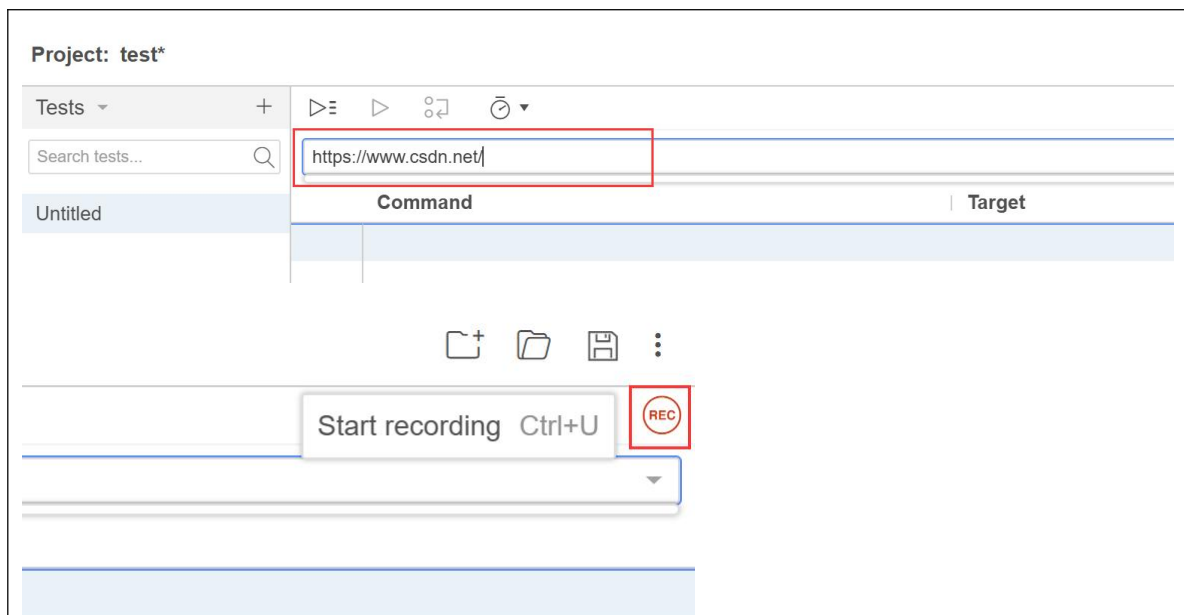 Project: test*
Tests
Search tests...
https://www.csdn.net/
Command Target
Untitled
Start recording Ctrl+U
REC